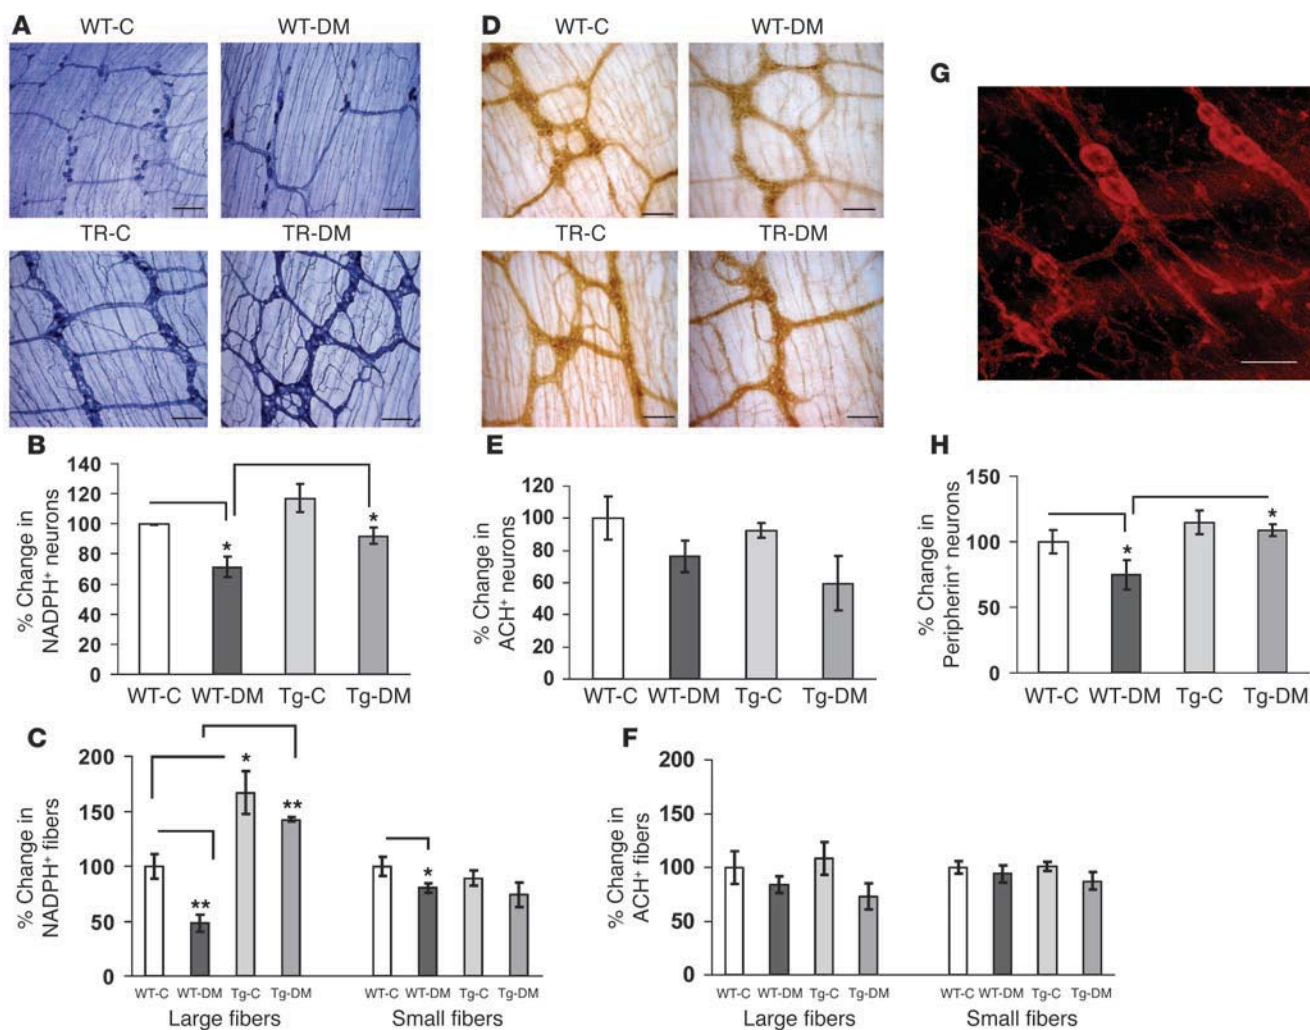 A
WT-C
WT-DM
TR-C
TR-DM
D
WT-C
WT-DM
TR-C
TR-DM
G
B
% Change in
NADPH⁺ neurons
140
120
100
80
60
40
20
0
*
*
WT-C
WT-DM
Tg-C
Tg-DM
E
% Change in
ACH⁺ neurons
120
100
80
60
40
20
0
WT-C
WT-DM
Tg-C
Tg-DM
H
% Change in
Peripherin⁺ neurons
150
100
50
0
*
*
WT-C
WT-DM
Tg-C
Tg-DM
C
% Change in
NADPH⁺ fibers
200
150
100
50
0
**
*
**
*
WT-C
WT-DM
Tg-C
Tg-DM
WT-C
WT-DM
Tg-C
Tg-DM
Large fibers
Small fibers
F
% Change in
ACH⁺ fibers
200
150
100
50
0
WT-C
WT-DM
Tg-C
Tg-DM
WT-C
WT-DM
Tg-C
Tg-DM
Large fibers
Small fibers